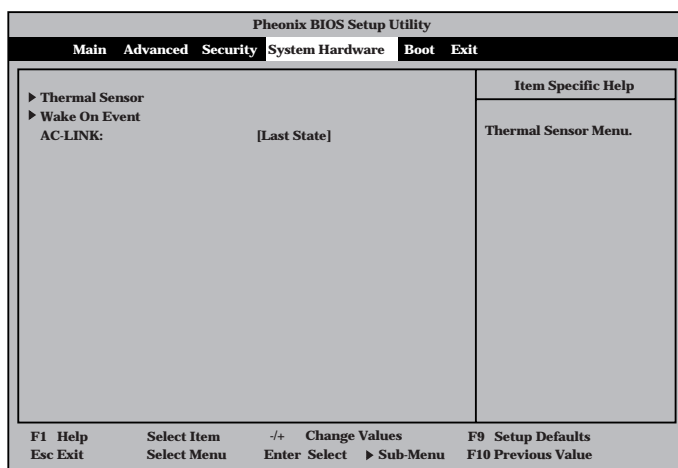 Pheonix BIOS Setup Utility
Main Advanced Security System Hardware Boot Exit
Item Specific Help
▶ Thermal Sensor
▶ Wake On Event
Thermal Sensor Menu.
AC-LINK: [Last State]
F1 Help Select Item -/+ Change Values F9 Setup Defaults
Esc Exit Select Menu Enter Select ▶ Sub-Menu F10 Previous Value